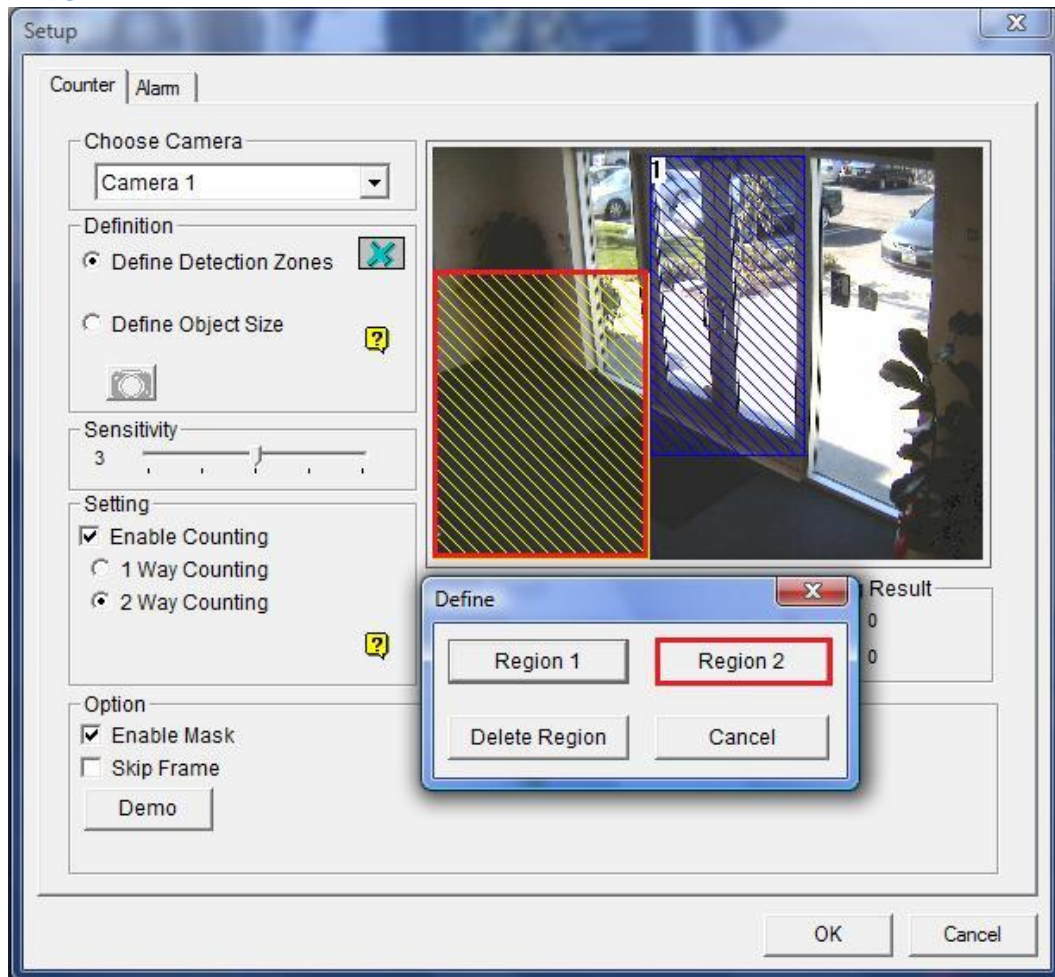 Setup
Counter
Alarm
Choose Camera
Camera 1
Definition
Define Detection Zones
Define Object Size
?
Sensitivity
3
Setting
Enable Counting
1 Way Counting
2 Way Counting
?
Option
Enable Mask
Skip Frame
Demo
1
Result
0
0
Define
Region 1
Region 2
Delete Region
Cancel
OK
Cancel